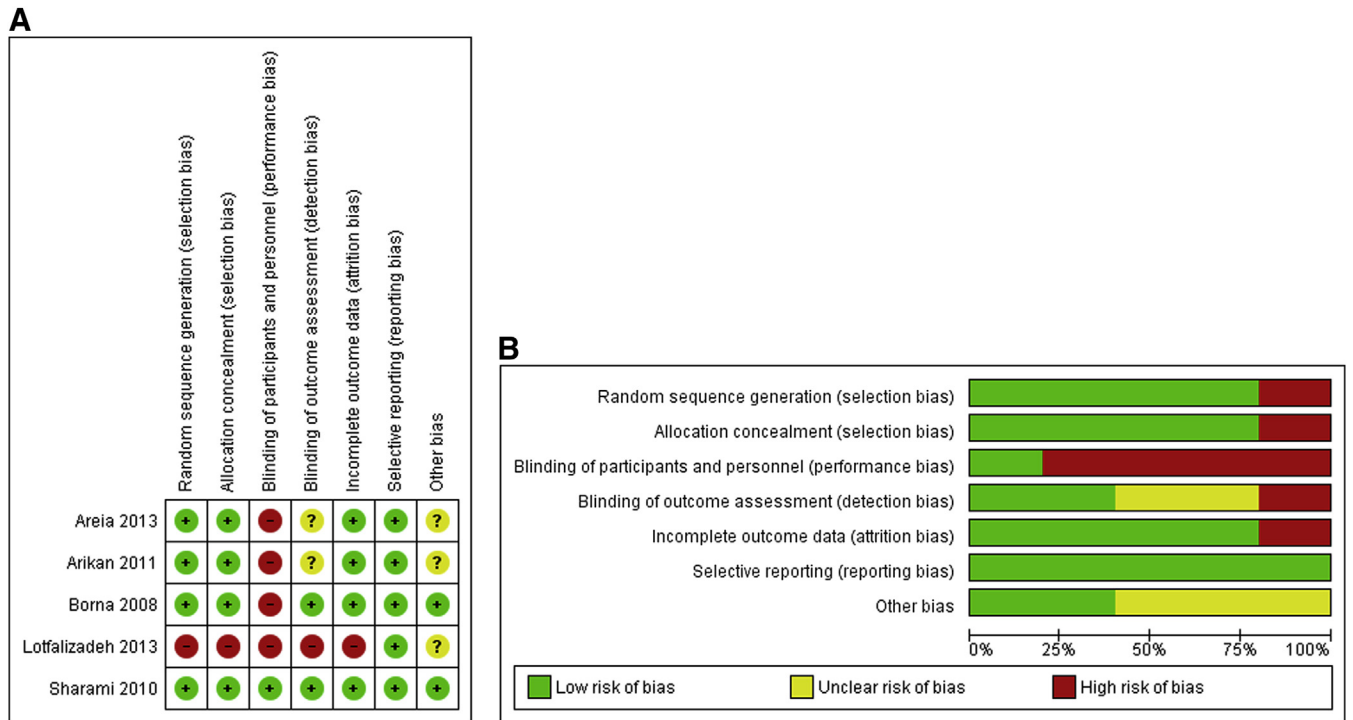 A
Random sequence generation (selection bias)
Allocation concealment (selection bias)
Blinding of participants and personnel (performance bias)
Blinding of outcome assessment (detection bias)
Incomplete outcome data (attrition bias)
Selective reporting (reporting bias)
Other bias
Areia 2013 + + - ? + + ?
Arikan 2011 + + - ? + + ?
Borna 2008 + + - + + + +
Lotfalizadeh 2013 - - - - - + ?
Sharami 2010 + + + + + + +
B
Random sequence generation (selection bias)
Allocation concealment (selection bias)
Blinding of participants and personnel (performance bias)
Blinding of outcome assessment (detection bias)
Incomplete outcome data (attrition bias)
Selective reporting (reporting bias)
Other bias
0% 25% 50% 75% 100%
Low risk of bias Unclear risk of bias High risk of bias